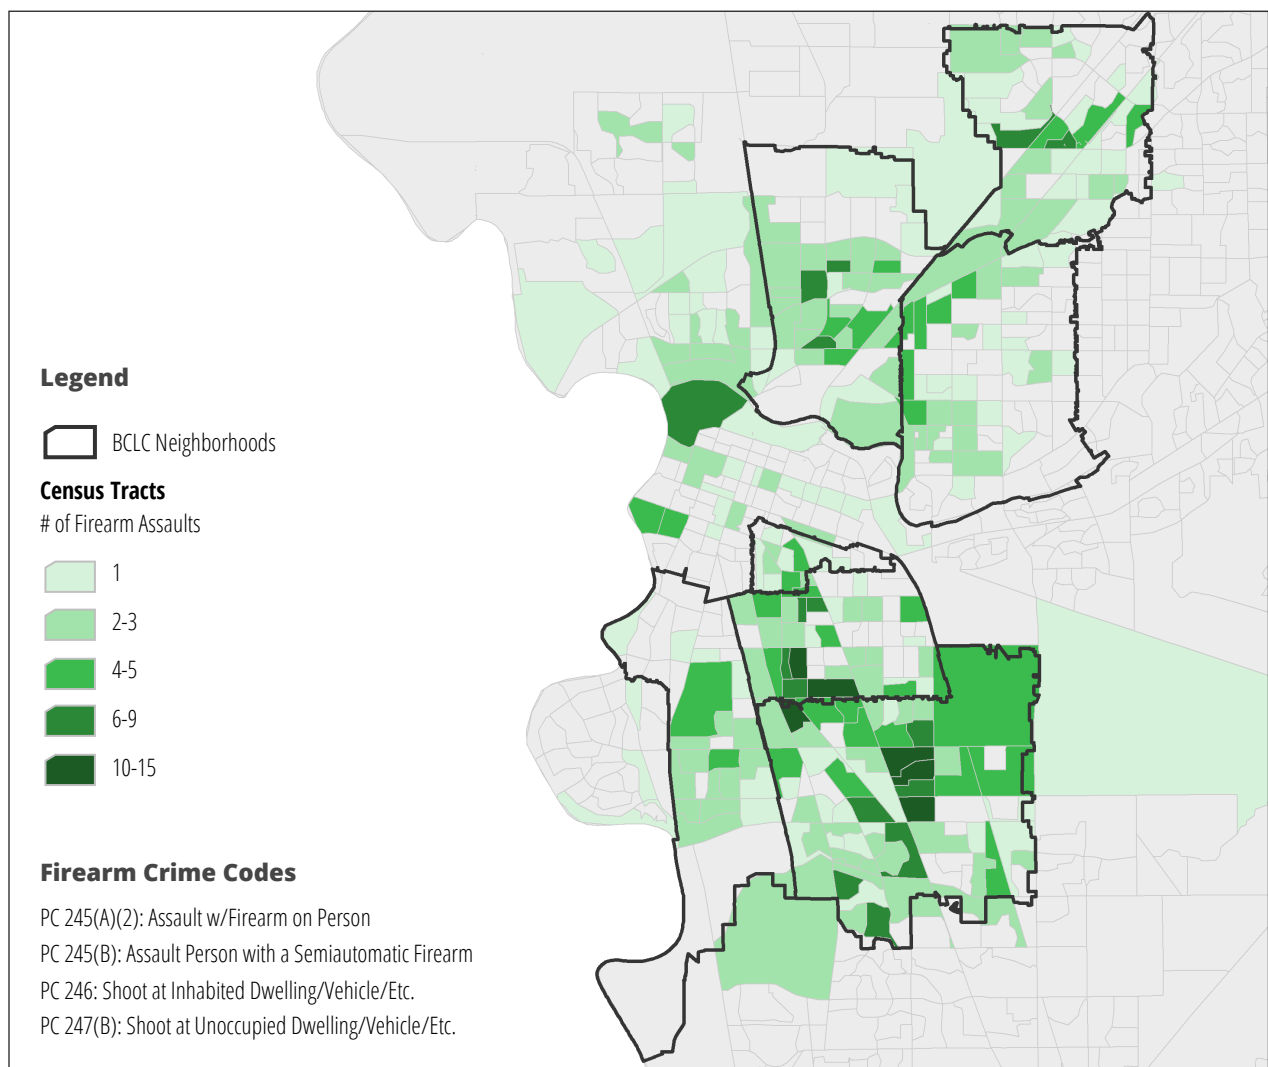 Legend
BCLC Neighborhoods
Census Tracts
# of Firearm Assaults
1
2-3
4-5
6-9
10-15
Firearm Crime Codes
PC 245(A)(2): Assault w/Firearm on Person
PC 245(B): Assault Person with a Semiautomatic Firearm
PC 246: Shoot at Inhabited Dwelling/Vehicle/Etc.
PC 247(B): Shoot at Unoccupied Dwelling/Vehicle/Etc.